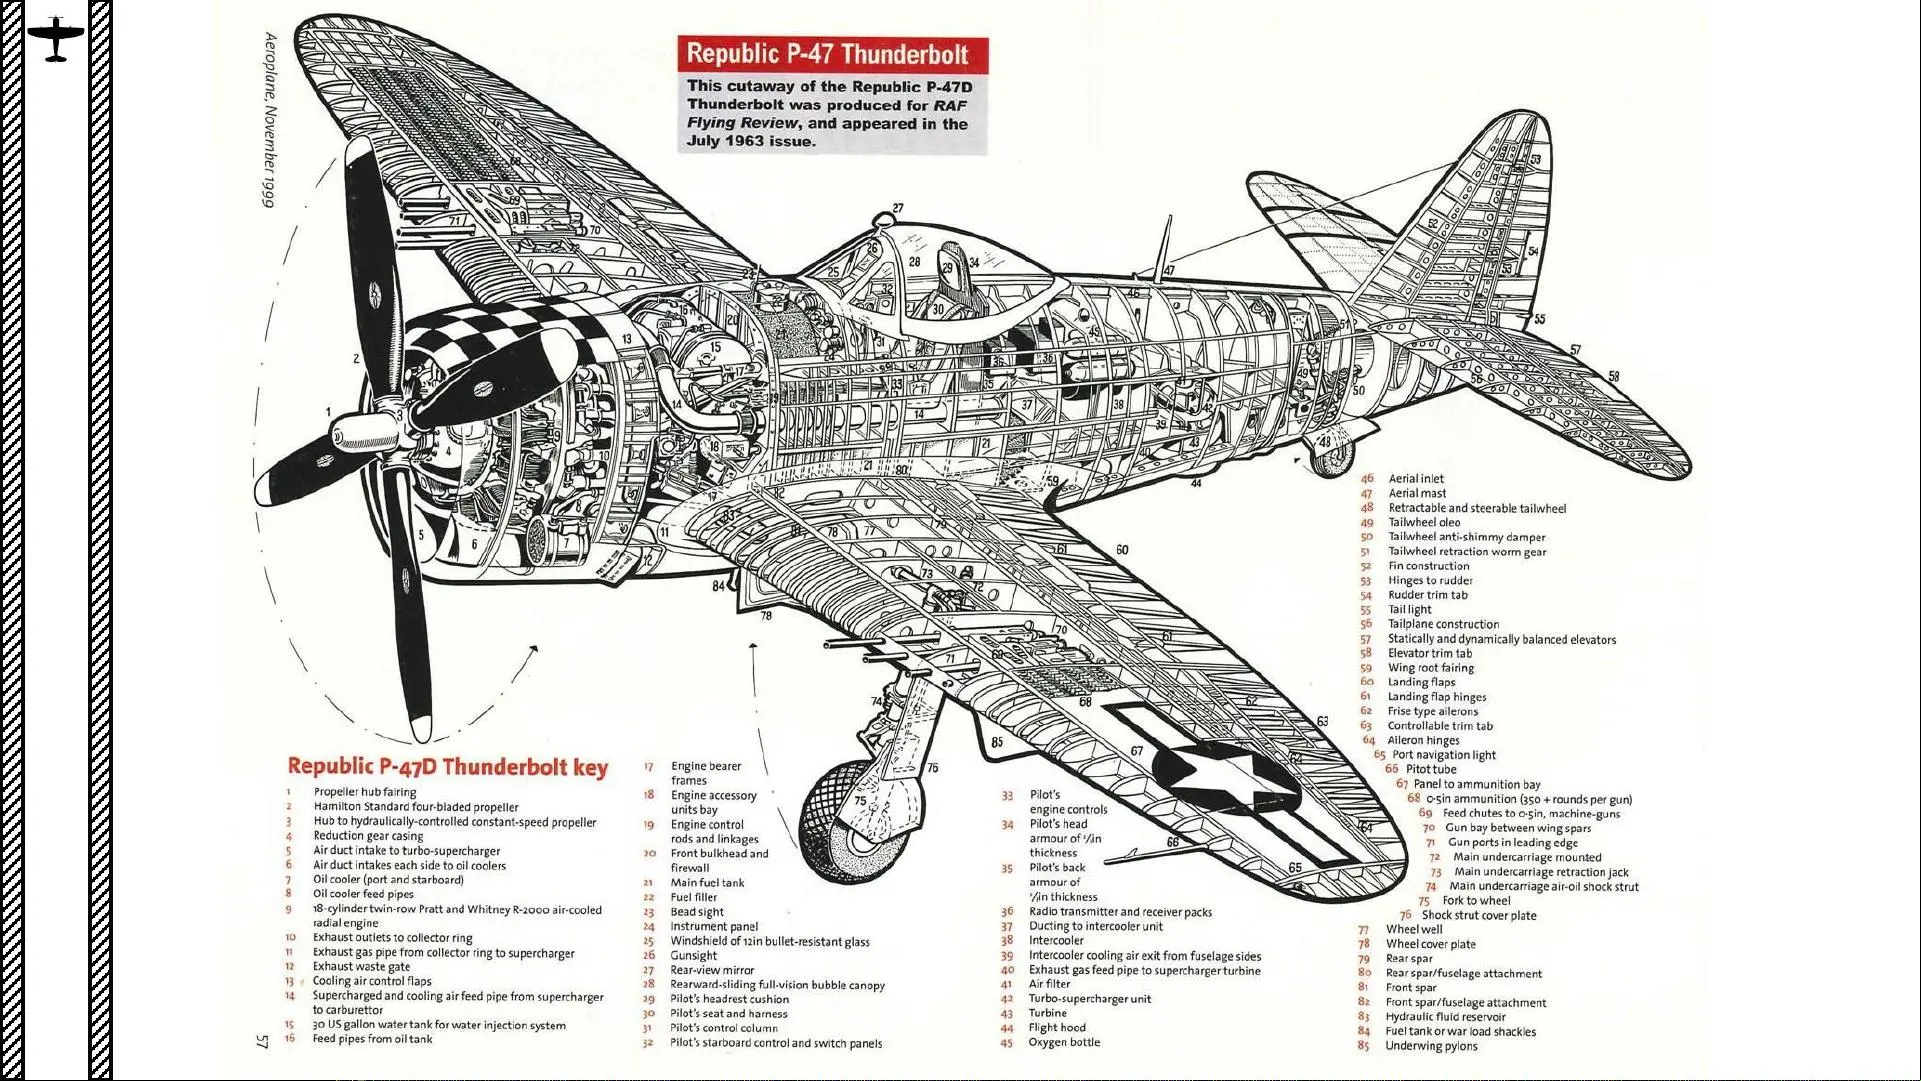 Aeroplane, November 1999
Republic P-47 Thunderbolt
This cutaway of the Republic P-47D
Thunderbolt was produced for RAF
Flying Review, and appeared in the
July 1963 issue.
Republic P-47D Thunderbolt key
1 Propeller hub fairing
2 Hamilton Standard four-bladed propeller
3 Hub to hydraulically-controlled constant-speed propeller
4 Reduction gear casing
5 Air duct intake to turbo-supercharger
6 Air duct intakes each side to oil coolers
7 Oil cooler (port and starboard)
8 Oil cooler feed pipes
9 18-cylinder twin-row Pratt and Whitney R-2000 air-cooled
radial engine
10 Exhaust outlets to collector ring
11 Exhaust gas pipe from collector ring to supercharger
12 Exhaust waste gate
13 Cooling air control flaps
14 Supercharged and cooling air feed pipe from supercharger
to carburettor
15 30 US gallon water tank for water injection system
16 Feed pipes from oil tank
17 Engine bearer
frames
18 Engine accessory
units bay
19 Engine control
rods and linkages
20 Front bulkhead and
firewall
21 Main fuel tank
22 Fuel filler
23 Bead sight
24 Instrument panel
25 Windshield of 12in bullet-resistant glass
26 Gunsight
27 Rear-view mirror
28 Rearward-sliding full-vision bubble canopy
29 Pilot's headrest cushion
30 Pilot's seat and harness
31 Pilot's control column
32 Pilot's starboard control and switch panels
33 Pilot's
engine controls
34 Pilot's head
armour of
thickness
35 Pilot's back
armour of
thickness
36 Radio transmitter and receiver packs
37 Ducting to intercooler unit
38 Intercooler
39 Intercooler cooling air exit from fuselage sides
40 Exhaust gas feed pipe to supercharger turbine
41 Air filter
42 Turbo-supercharger unit
43 Turbine
44 Flight hood
45 Oxygen bottle
46 Aerial inlet
47 Aerial mast
48 Retractable and steerable tailwheel
49 Tailwheel oleo
50 Tailwheel anti-shimmy damper
51 Tailwheel retraction worm gear
52 Fin construction
53 Hinges to rudder
54 Rudder trim tab
55 Tail light
56 Tailplane construction
57 Statically and dynamically balanced elevators
58 Elevator trim tab
59 Wing root fairing
60 Landing flaps
61 Landing flap hinges
62 Frise type ailerons
63 Controllable trim tab
64 Aileron hinges
65 Port navigation light
66 Pitot tube
67 Panel to ammunition bay
68 0·5in ammunition (350 + rounds per gun)
69 Feed chutes to 0·5in, machine-guns
70 Gun bay between wing spars
71 Gun ports in leading edge
72 Main undercarriage mounted
73 Main undercarriage retraction jack
74 Main undercarriage air-oil shock strut
75 Fork to wheel
76 Shock strut cover plate
77 Wheel well
78 Wheel cover plate
79 Rear spar
80 Rear spar/fuselage attachment
81 Front spar
82 Front spar/fuselage attachment
83 Hydraulic fluid reservoir
84 Fuel tank or war load shackles
85 Underwing pylons
57